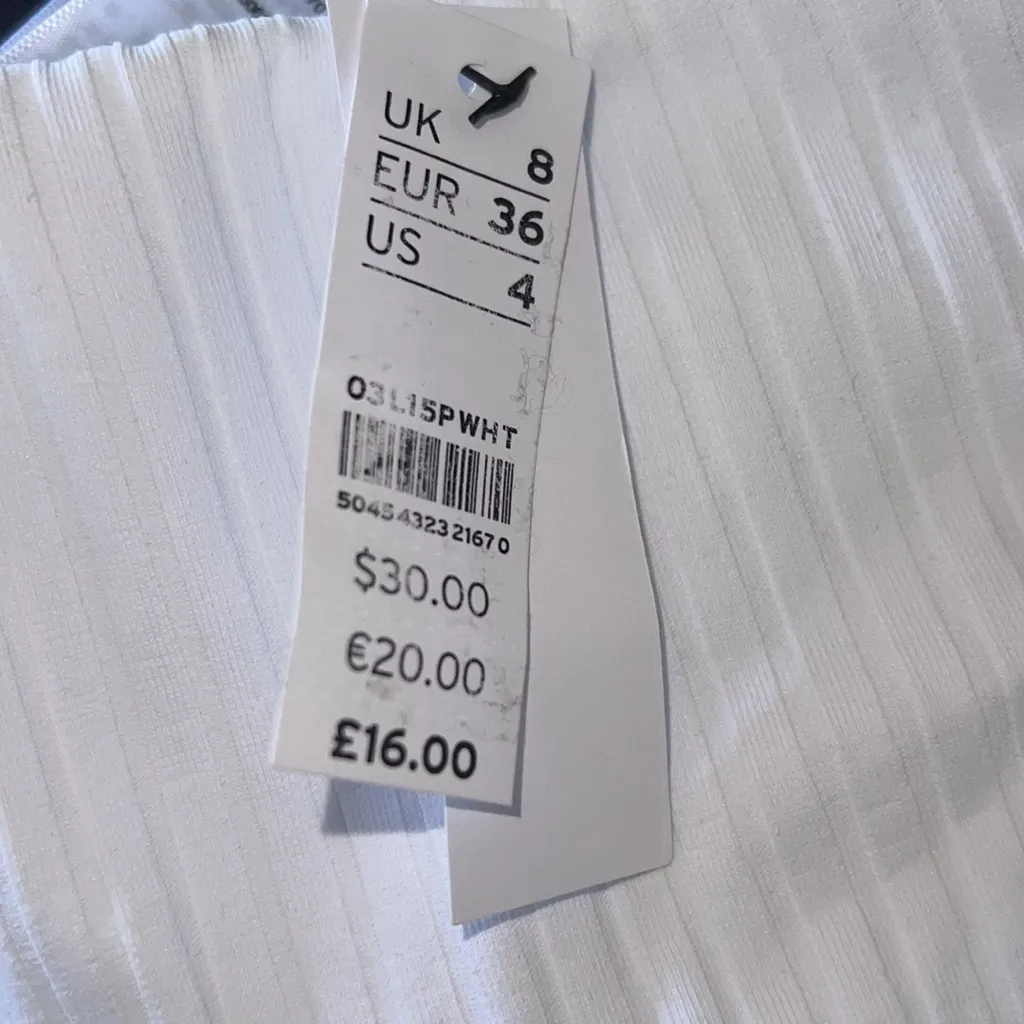 UK 8
EUR 36
US 4
03L15PWHT
5045432321670
$30.00
€20.00
£16.00